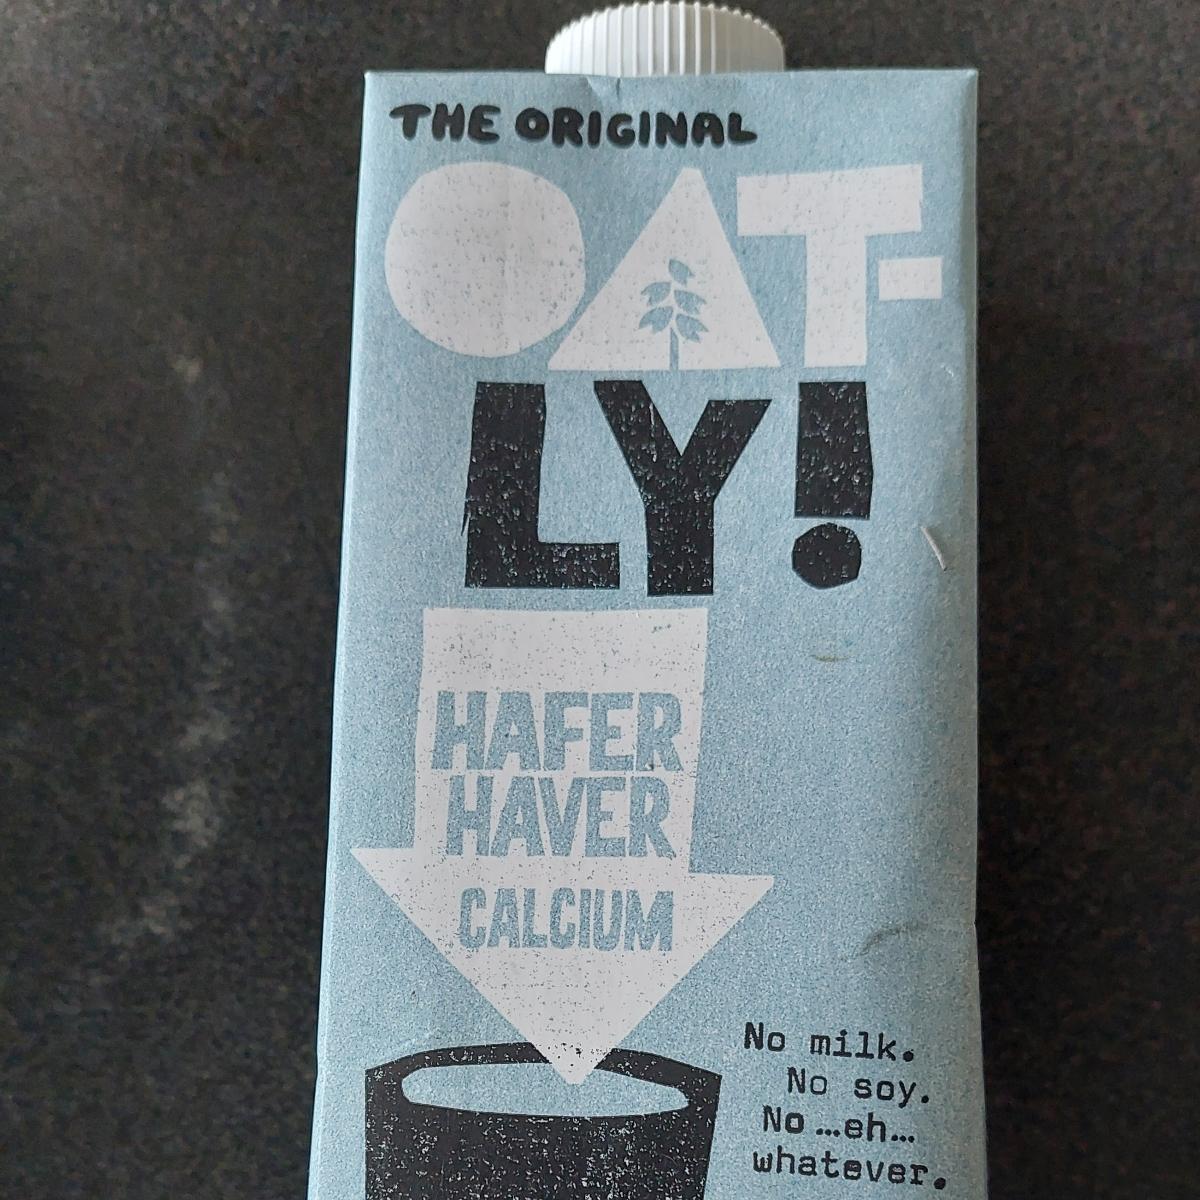 THE ORIGINAL
OAT-
LY!
HAFER
HAVER
CALCIUM
No milk.
No soy.
No ...eh...
whatever.